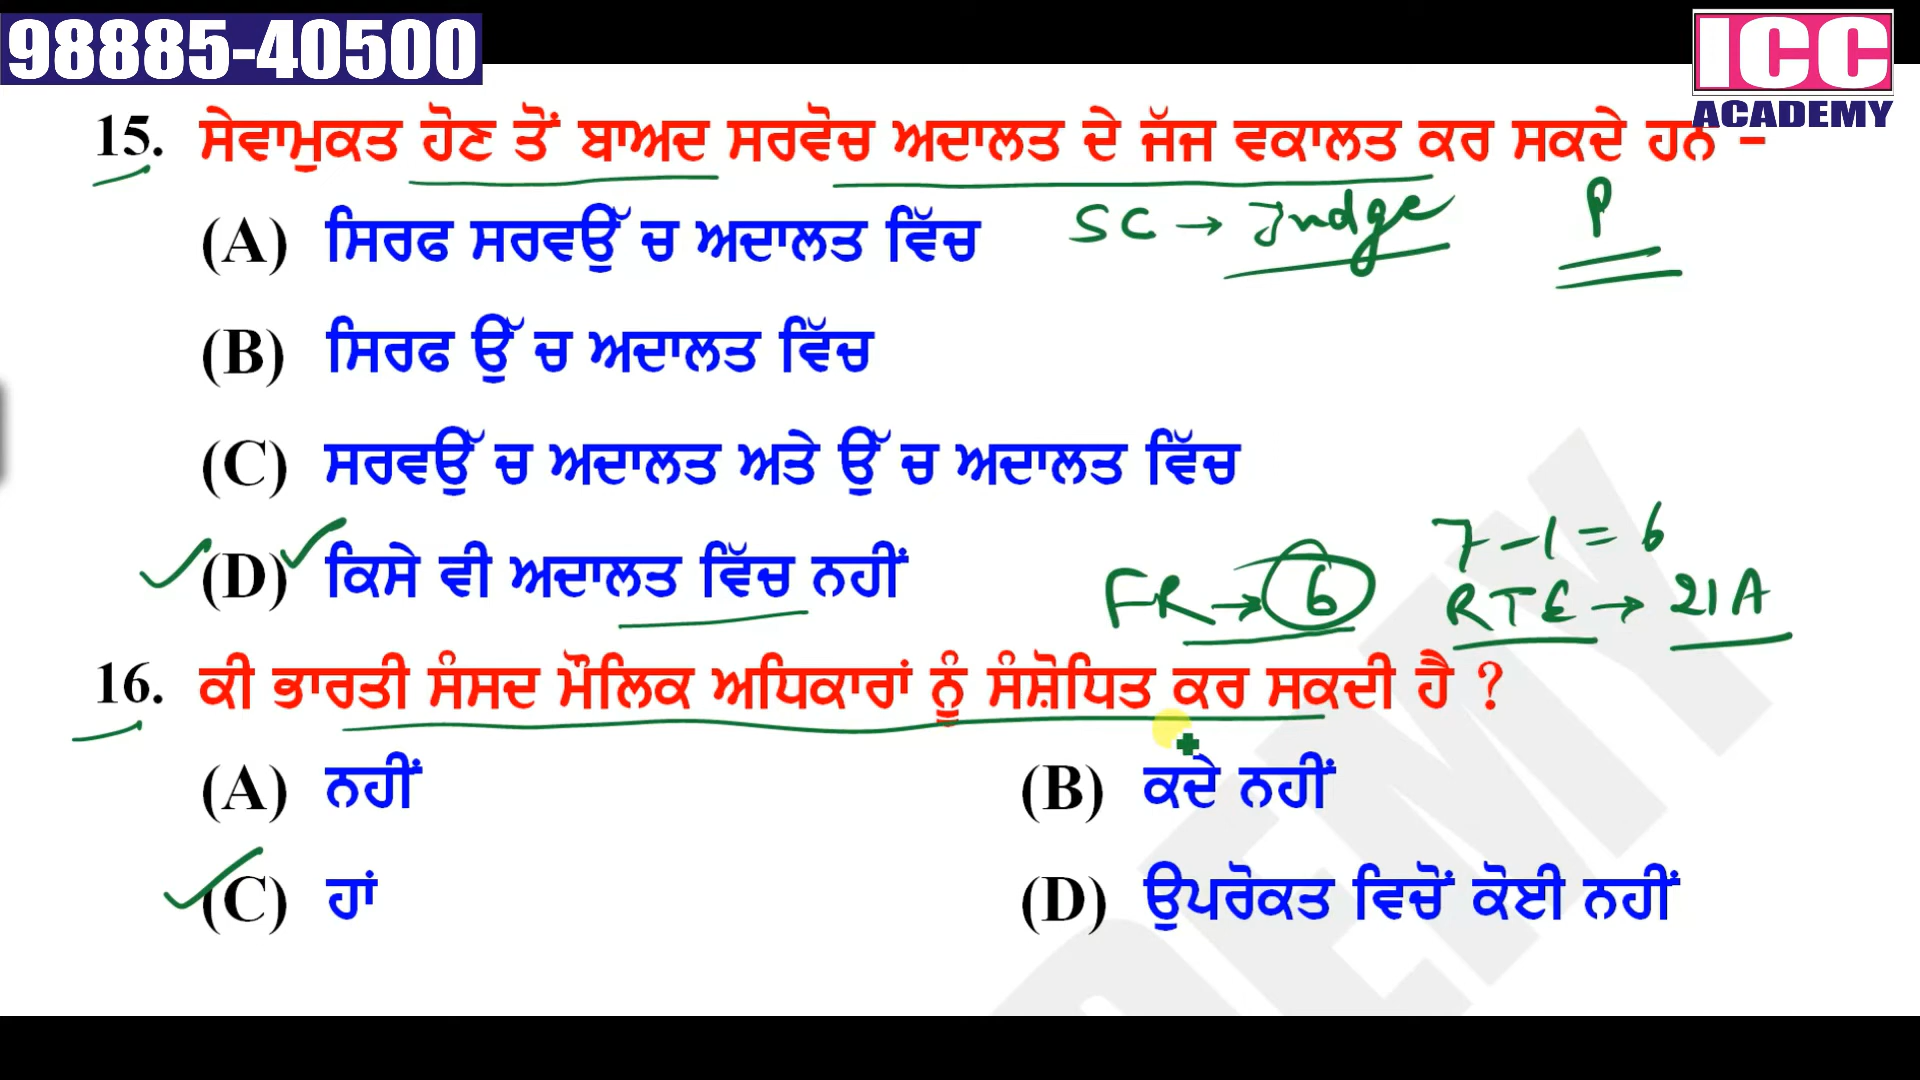 98885-40500
ICC
ACADEMY
15. ਸੇਵਾਮੁਕਤ ਹੋਣ ਤੋਂ ਬਾਅਦ ਸਰਵੋਚ ਅਦਾਲਤ ਦੇ ਜੱਜ ਵਕਾਲਤ ਕਰ ਸਕਦੇ ਹਨ –
SC → Judge P
(A) ਸਿਰਫ ਸਰਵਉੱ ਚ ਅਦਾਲਤ ਵਿੱਚ
(B) ਸਿਰਫ ਉੱ ਚ ਅਦਾਲਤ ਵਿੱਚ
(C) ਸਰਵਉੱ ਚ ਅਦਾਲਤ ਅਤੇ ਉੱ ਚ ਅਦਾਲਤ ਵਿੱਚ
(D) ਕਿਸੇ ਵੀ ਅਦਾਲਤ ਵਿੱਚ ਨਹੀਂ
7-1=6
FR → 6 RTE → 21A
16. ਕੀ ਭਾਰਤੀ ਸੰਸਦ ਮੌਲਿਕ ਅਧਿਕਾਰਾਂ ਨੂੰ ਸੰਸ਼ੋਧਿਤ ਕਰ ਸਕਦੀ ਹੈ ?
(A) ਨਹੀਂ (B) ਕਦੇ ਨਹੀਂ
(C) ਹਾਂ (D) ਉਪਰੋਕਤ ਵਿਚੋਂ ਕੋਈ ਨਹੀਂ